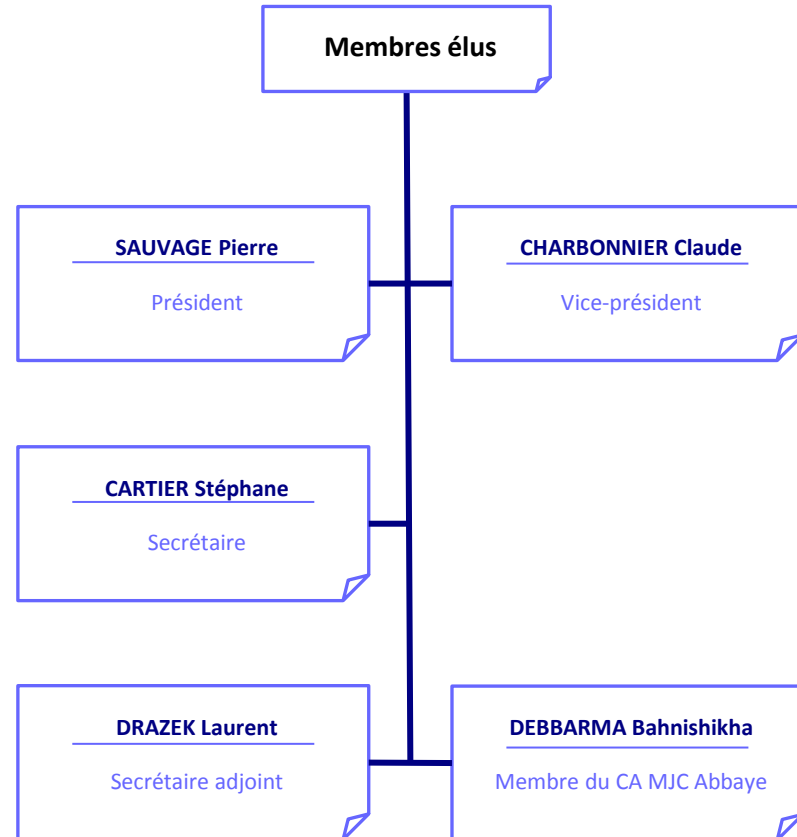 Membres élus
SAUVAGE Pierre
Président
CHARBONNIER Claude
Vice-président
CARTIER Stéphane
Secrétaire
DRAZEK Laurent
Secrétaire adjoint
DEBBARMA Bahnishikha
Membre du CA MJC Abbaye